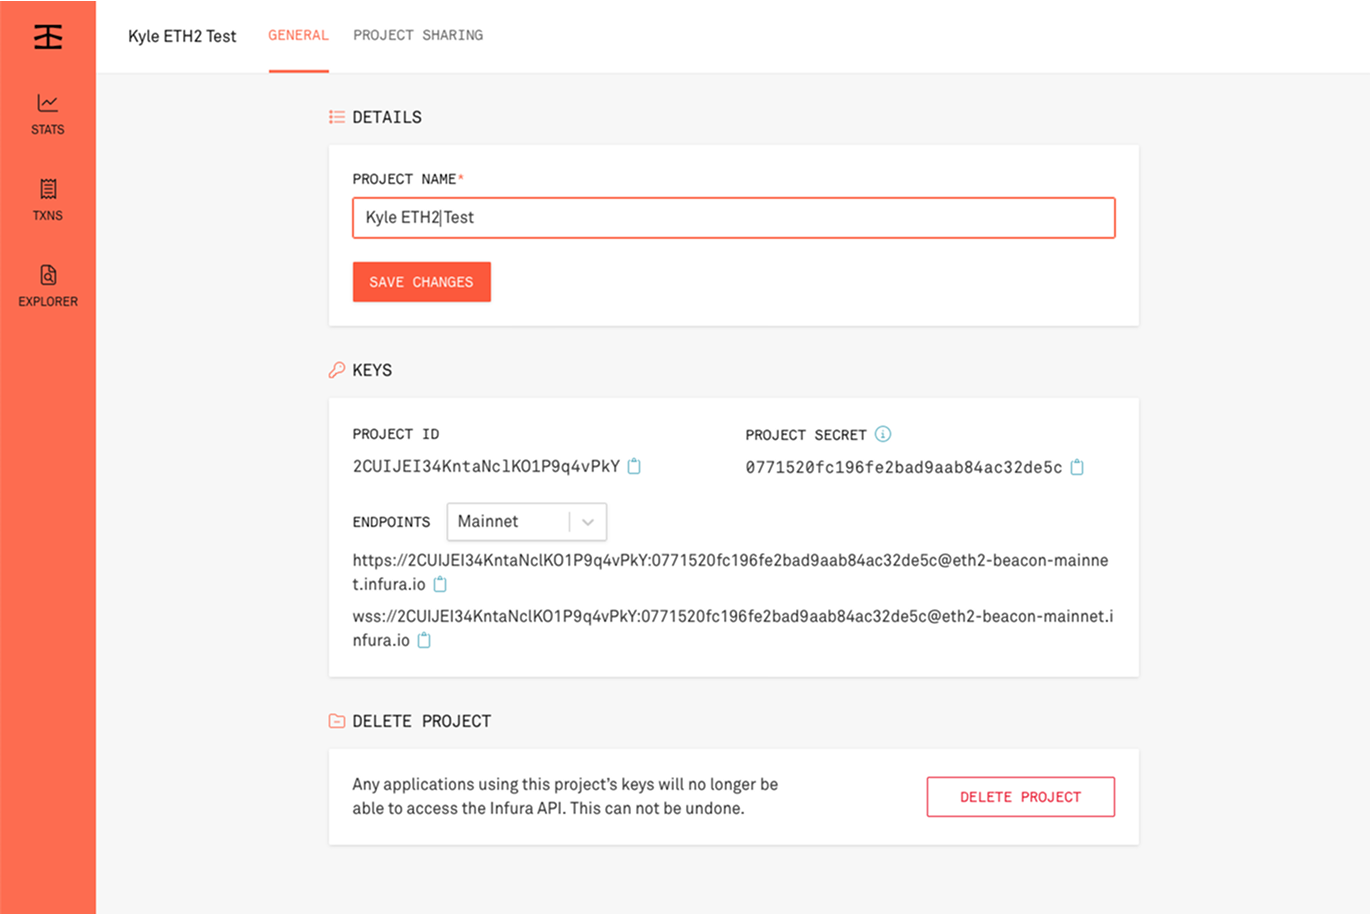 Kyle ETH2 Test
GENERAL
PROJECT SHARING
STATS
TXNS
EXPLORER
DETAILS
PROJECT NAME*
Kyle ETH2 Test
SAVE CHANGES
KEYS
PROJECT ID
PROJECT SECRET
2CUIJEI34KntaNclKO1P9q4vPkY
0771520fc196fe2bad9aab84ac32de5c
ENDPOINTS
Mainnet
https://2CUIJEI34KntaNclKO1P9q4vPkY:0771520fc196fe2bad9aab84ac32de5c@eth2-beacon-mainne
t.infura.io
wss://2CUIJEI34KntaNclKO1P9q4vPkY:0771520fc196fe2bad9aab84ac32de5c@eth2-beacon-mainnet.i
nfura.io
DELETE PROJECT
Any applications using this project's keys will no longer be
able to access the Infura API. This can not be undone.
DELETE PROJECT